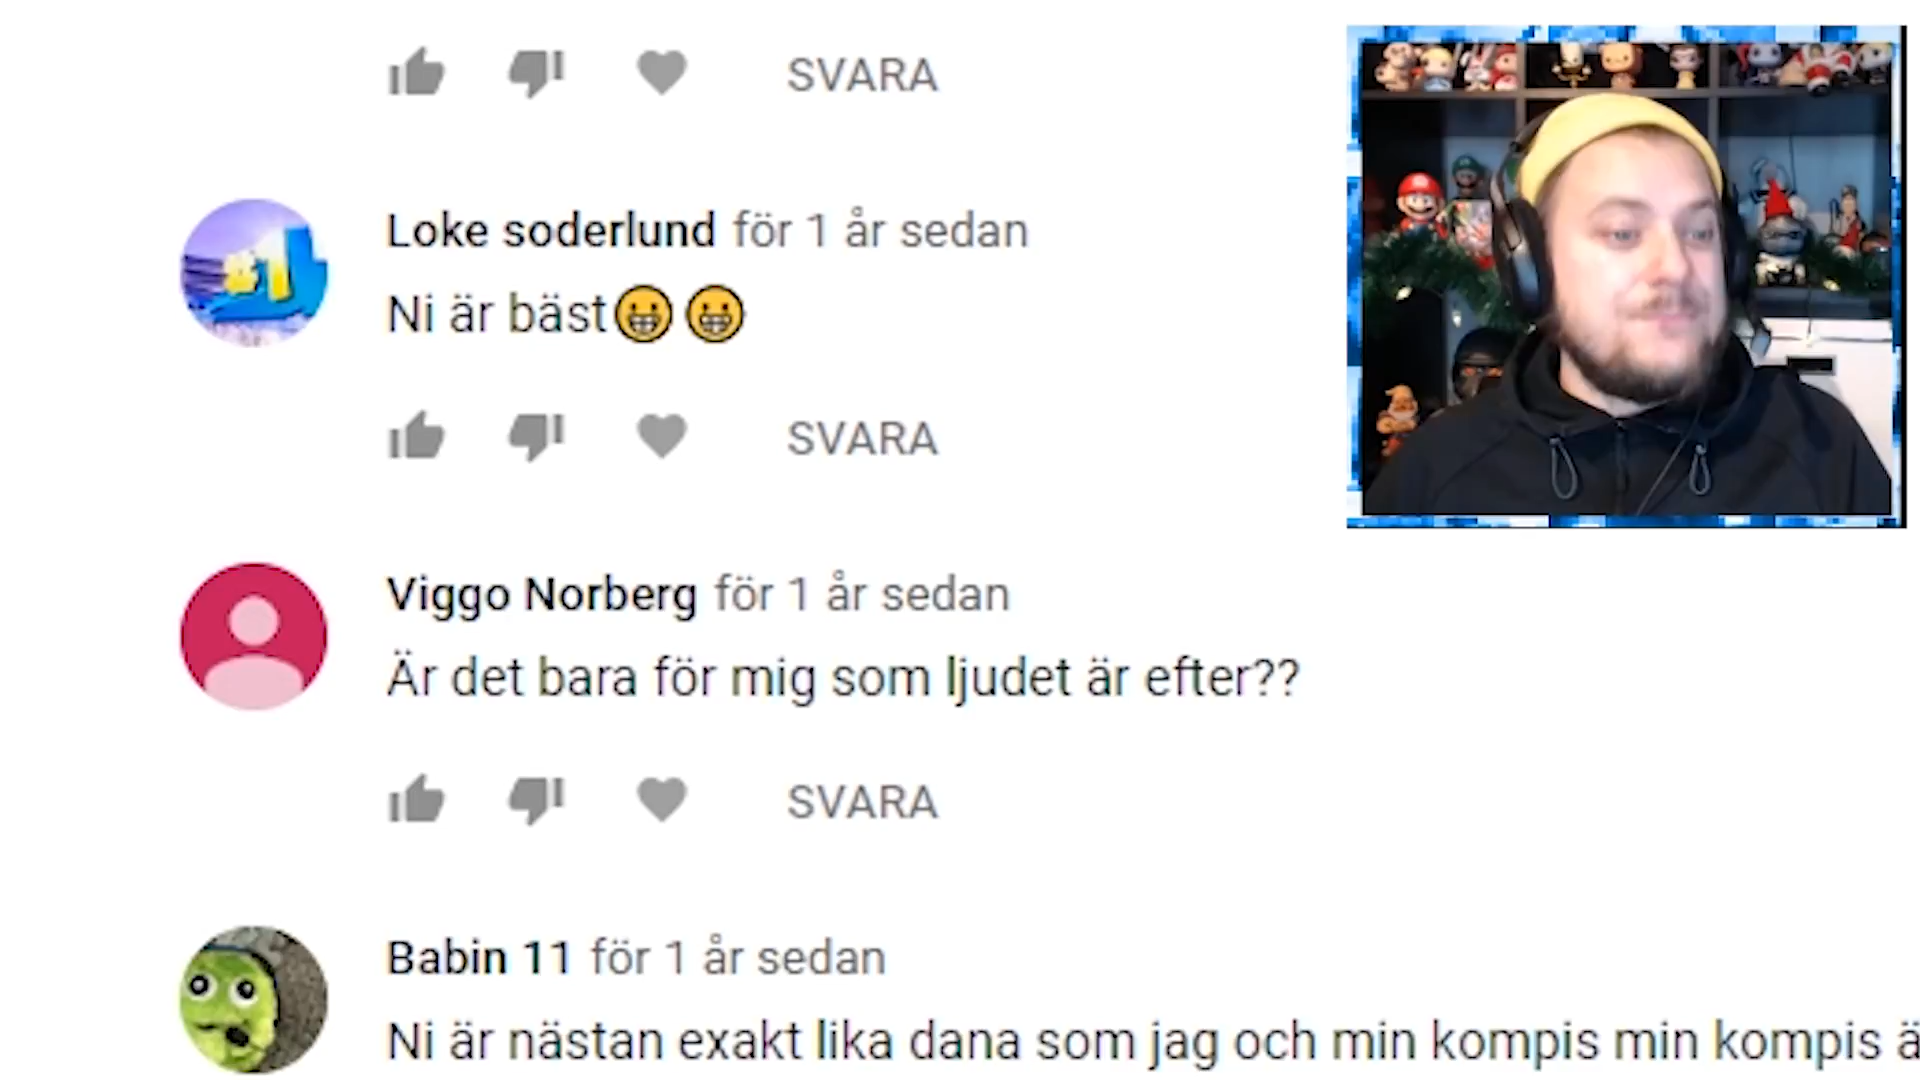 SVARA
#1
Loke soderlund för 1 år sedan
Ni är bäst😀😀
SVARA
Viggo Norberg för 1 år sedan
Är det bara för mig som ljudet är efter??
SVARA
Babin 11 för 1 år sedan
Ni är nästan exakt lika dana som jag och min kompis min kompis ä